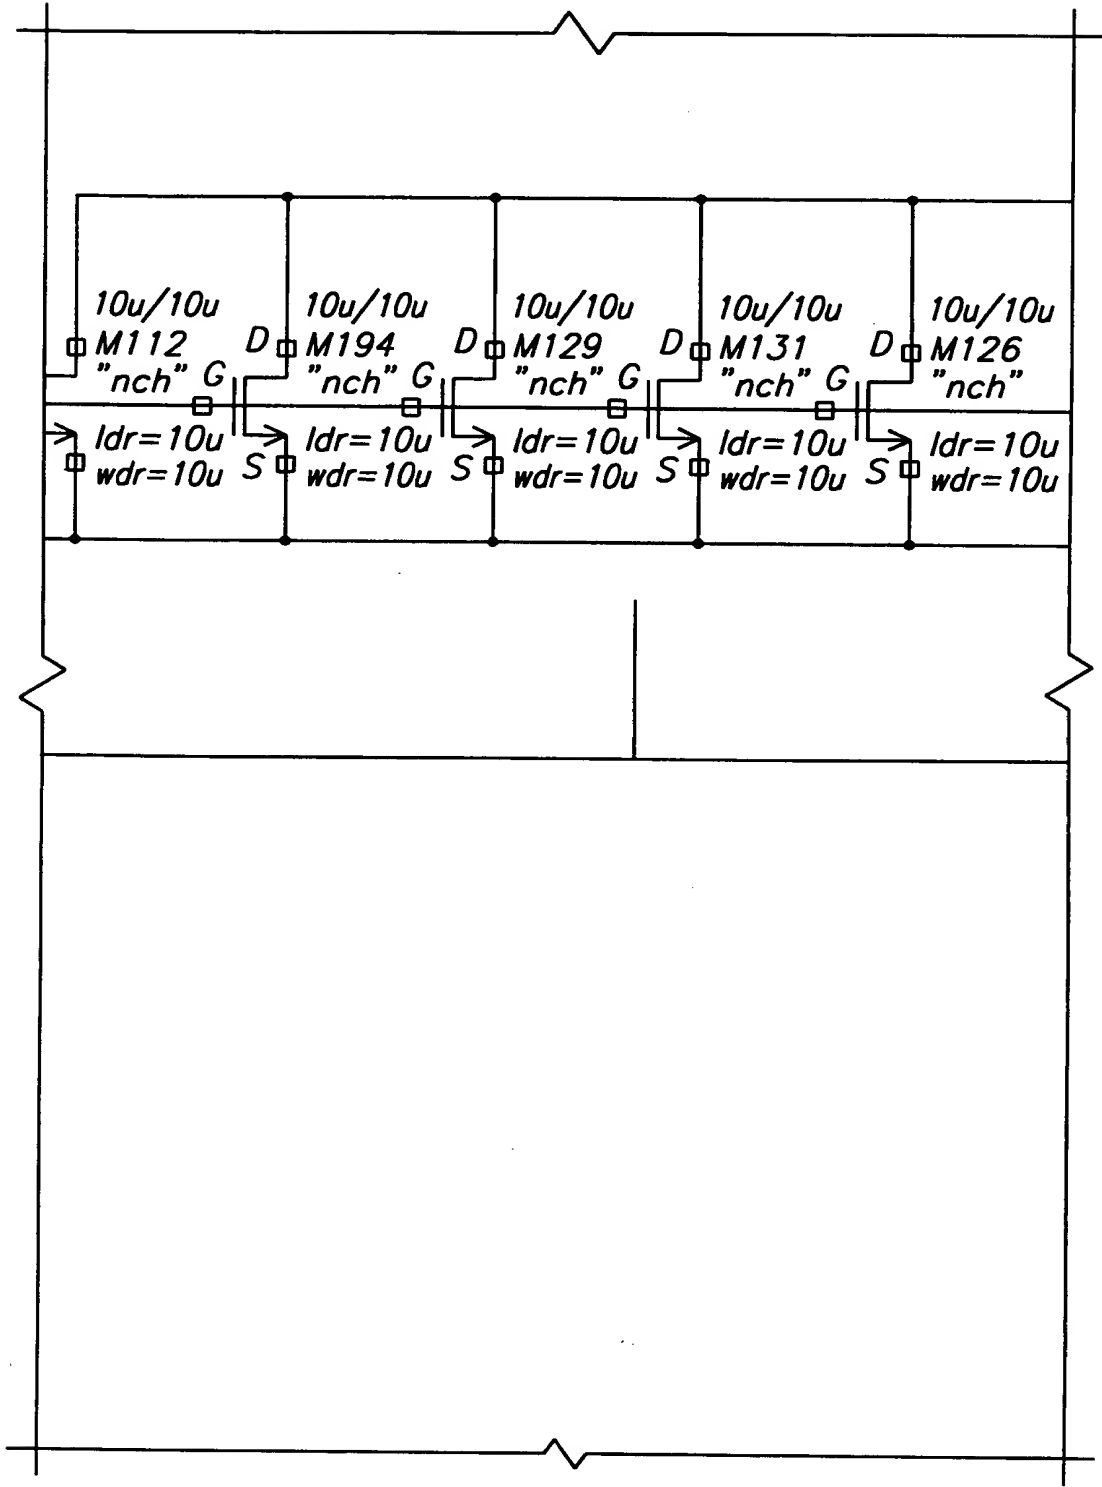 10u/10u 10u/10u 10u/10u 10u/10u 10u/10u
M112 D M194 D M129 D M131 D M126
"nch" G "nch" G "nch" G "nch" G "nch"
ldr=10u ldr=10u ldr=10u ldr=10u ldr=10u
wdr=10u S wdr=10u S wdr=10u S wdr=10u S wdr=10u